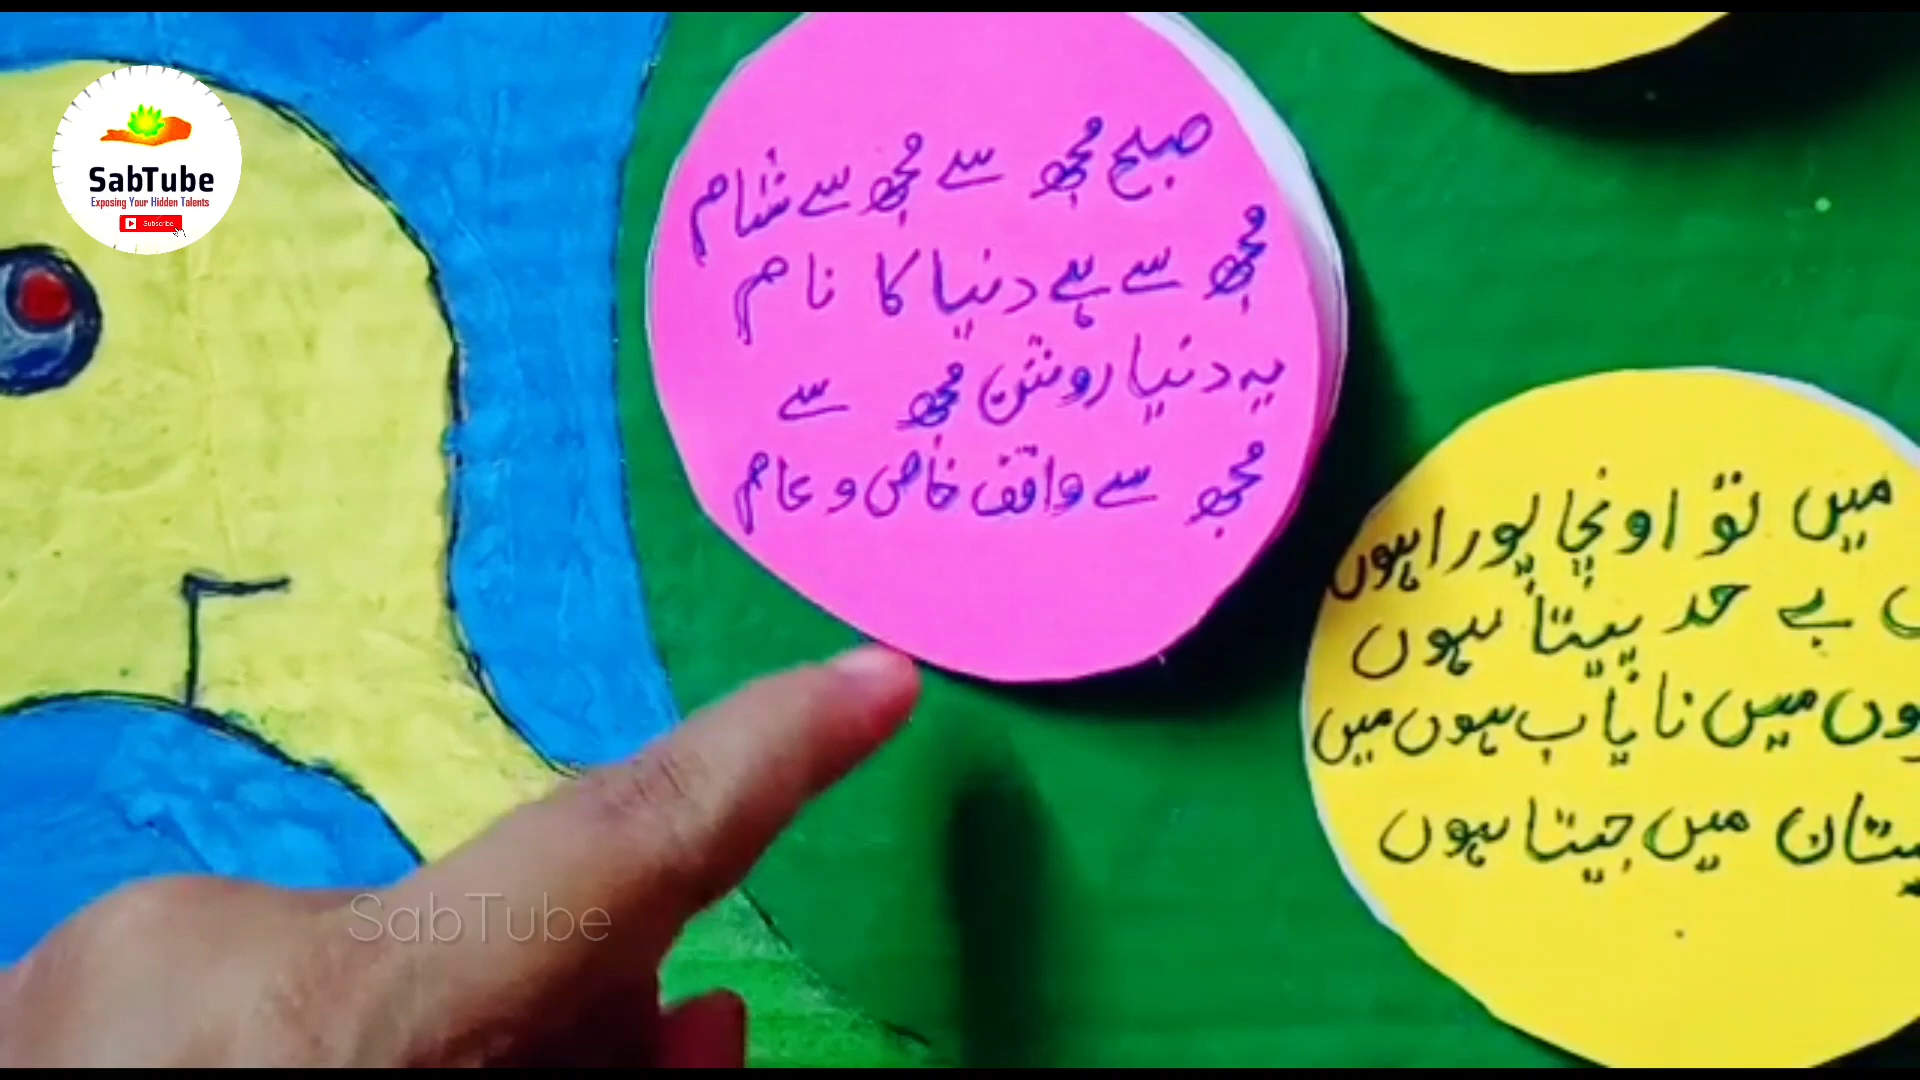 SabTube
Exposing Your Hidden Talents
Subscribe
صبح مجھ سے مجھ سے شام
مجھ سے ہے دنیا کا نام
یہ دنیا روشن مجھ سے
مجھ سے واقف خاص و عام
میں تو اونچا پورا ہوں
بے حد پیتا ہوں
میں نایاب ہوں میں
میں جیتا ہوں
SabTube